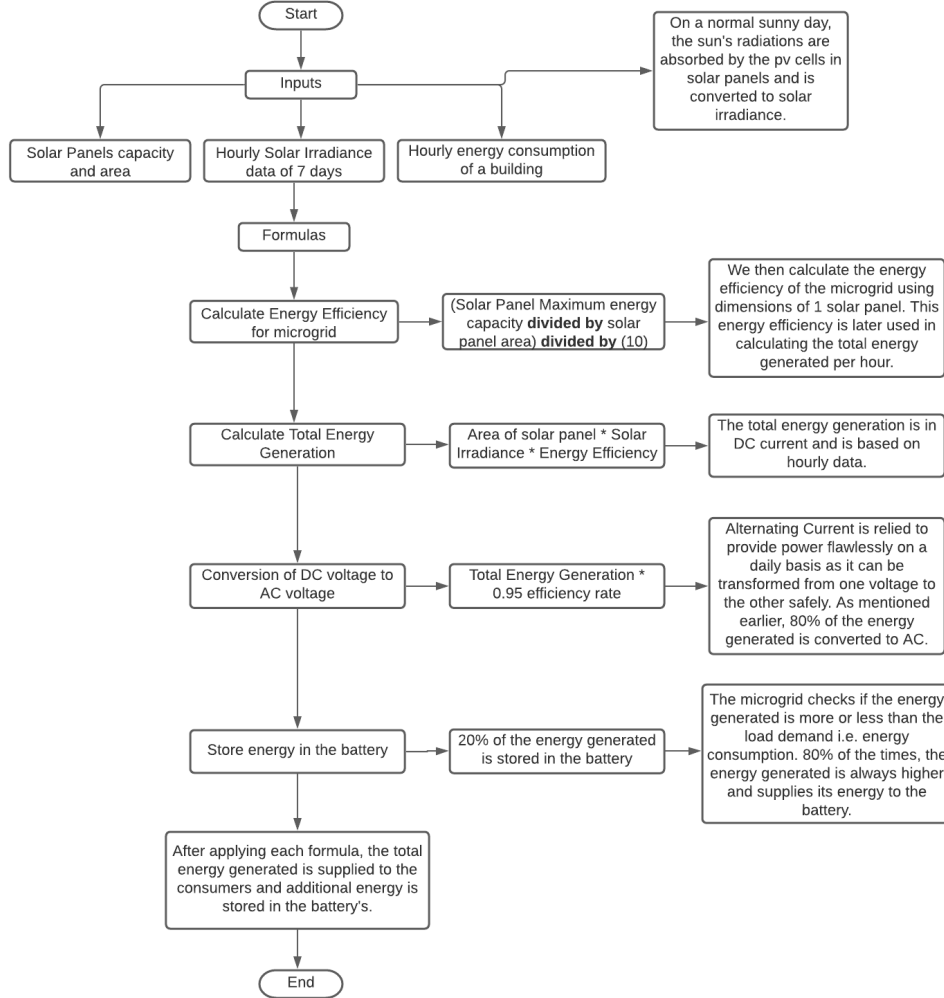 Start
On a normal sunny day,
the sun's radiations are
absorbed by the pv cells in
solar panels and is
converted to solar
irradiance.
Inputs
Solar Panels capacity
and area
Hourly Solar Irradiance
data of 7 days
Hourly energy consumption
of a building
Formulas
Calculate Energy Efficiency
for microgrid
(Solar Panel Maximum energy
capacity divided by solar
panel area) divided by (10)
We then calculate the energy
efficiency of the microgrid using
dimensions of 1 solar panel. This
energy efficiency is later used in
calculating the total energy
generated per hour.
Calculate Total Energy
Generation
Area of solar panel * Solar
Irradiance * Energy Efficiency
The total energy generation is in
DC current and is based on
hourly data.
Conversion of DC voltage to
AC voltage
Total Energy Generation *
0.95 efficiency rate
Alternating Current is relied to
provide power flawlessly on a
daily basis as it can be
transformed from one voltage to
the other safely. As mentioned
earlier, 80% of the energy
generated is converted to AC.
Store energy in the battery
20% of the energy generated
is stored in the battery
The microgrid checks if the energy
generated is more or less than the
load demand i.e. energy
consumption. 80% of the times, the
energy generated is always higher
and supplies its energy to the
battery.
After applying each formula, the total
energy generated is supplied to the
consumers and additional energy is
stored in the battery's.
End